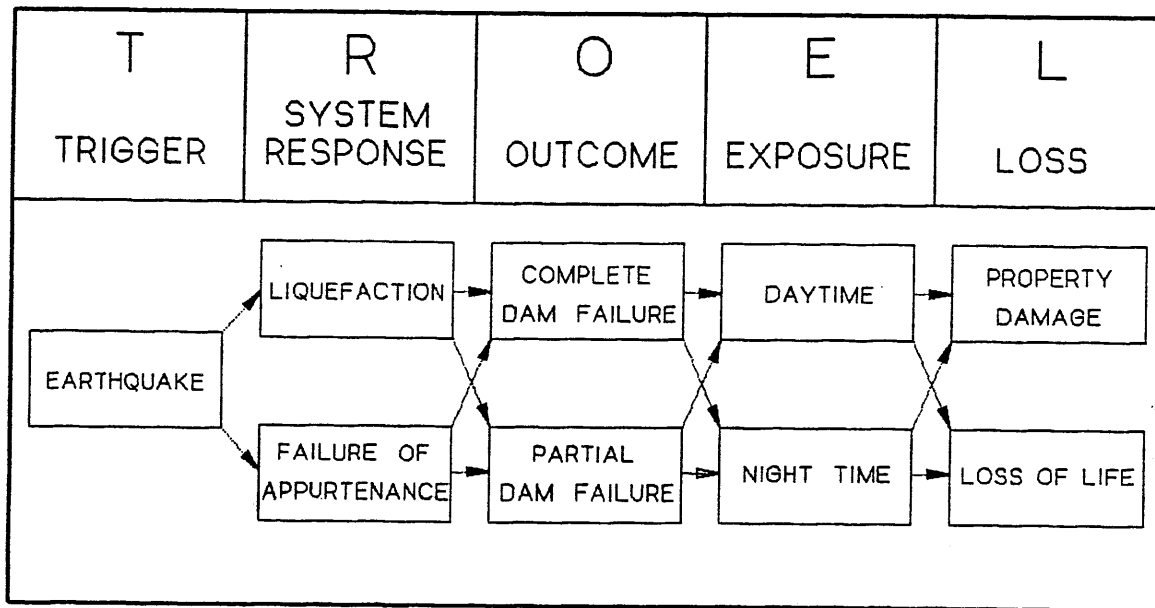 T
TRIGGER
R
SYSTEM
RESPONSE
O
OUTCOME
E
EXPOSURE
L
LOSS
EARTHQUAKE
LIQUEFACTION
FAILURE OF
APPURTENANCE
COMPLETE
DAM FAILURE
PARTIAL
DAM FAILURE
DAYTIME
NIGHT TIME
PROPERTY
DAMAGE
LOSS OF LIFE